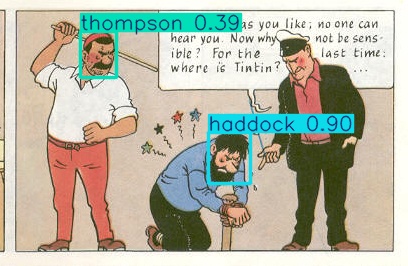 thompson 0.39
as you like; no one can
hear you. Now why not be sens-
ible? For the last time:
where is Tintin? ...
haddock 0.90